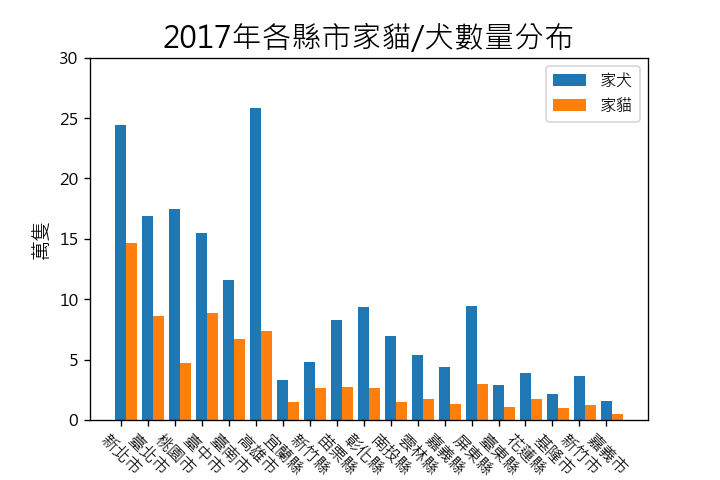 2017年各縣市家貓/犬數量分布
家犬
家貓
萬隻
30
25
20
15
10
5
0
新北市
臺北市
桃園市
臺中市
臺南市
高雄市
宜蘭縣
新竹縣
苗栗縣
彰化縣
南投縣
雲林縣
嘉義縣
屏東縣
臺東縣
花蓮縣
基隆市
新竹市
嘉義市